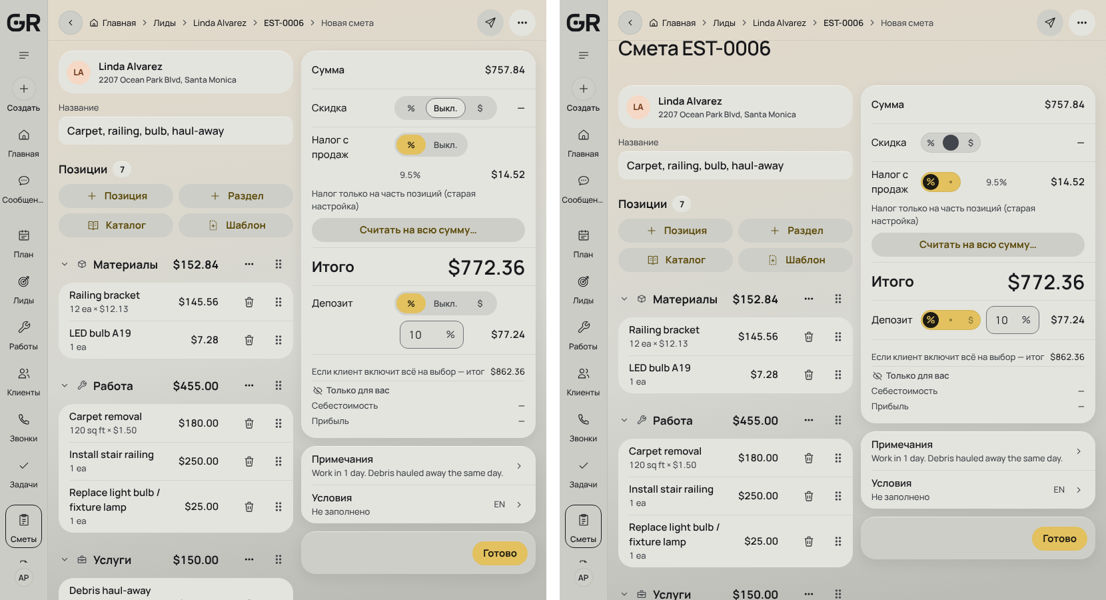 GR
Главная
Лиды
Linda Alvarez
EST-0006
Новая смета
Создать
Главная
Сообщен...
План
Лиды
Работы
Клиенты
Звонки
Задачи
Сметы
AP
LA
Linda Alvarez
2207 Ocean Park Blvd, Santa Monica
Название
Carpet, railing, bulb, haul-away
Позиции 7
+ Позиция
+ Раздел
Каталог
Шаблон
Материалы $152.84
Railing bracket
12 ea × $12.13
$145.56
LED bulb A19
1 ea
$7.28
Работа $455.00
Carpet removal
120 sq ft × $1.50
$180.00
Install stair railing
1 ea
$250.00
Replace light bulb /
fixture lamp
1 ea
$25.00
Услуги $150.00
Debris haul-away
Сумма $757.84
Скидка % Выкл. $ –
Налог с
продаж
% Выкл.
9.5% $14.52
Налог только на часть позиций (старая
настройка)
Считать на всю сумму...
Итого $772.36
Депозит % Выкл. $
10 % $77.24
Если клиент включит всё на выбор — итог $862.36
Только для вас
Себестоимость –
Прибыль –
Примечания
Work in 1 day. Debris hauled away the same day.
Условия
Не заполнено
EN
Готово
GR
Главная
Лиды
Linda Alvarez
EST-0006
Новая смета
Создать
Главная
Сообщен...
План
Лиды
Работы
Клиенты
Звонки
Задачи
Сметы
AP
Смета EST-0006
LA
Linda Alvarez
2207 Ocean Park Blvd, Santa Monica
Название
Carpet, railing, bulb, haul-away
Позиции 7
+ Позиция
+ Раздел
Каталог
Шаблон
Материалы $152.84
Railing bracket
12 ea × $12.13
$145.56
LED bulb A19
1 ea
$7.28
Работа $455.00
Carpet removal
120 sq ft × $1.50
$180.00
Install stair railing
1 ea
$250.00
Replace light bulb /
fixture lamp
1 ea
$25.00
Услуги $150.00
Сумма $757.84
Скидка % $ –
Налог с
продаж
% 9.5% $14.52
Налог только на часть позиций (старая
настройка)
Считать на всю сумму...
Итого $772.36
Депозит % $ 10 % $77.24
Если клиент включит всё на выбор — итог $862.36
Только для вас
Себестоимость –
Прибыль –
Примечания
Work in 1 day. Debris hauled away the same day.
Условия
Не заполнено
EN
Готово